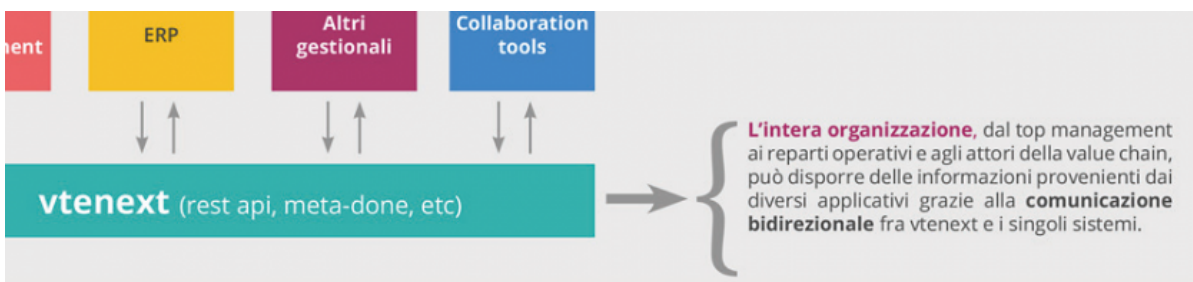 ment
ERP
Altri
gestionali
Collaboration
tools
vtenext (rest api, meta-done, etc)
L'intera organizzazione, dal top management
ai reparti operativi e agli attori della value chain,
può disporre delle informazioni provenienti dai
diversi applicativi grazie alla comunicazione
bidirezionale fra vtenext e i singoli sistemi.